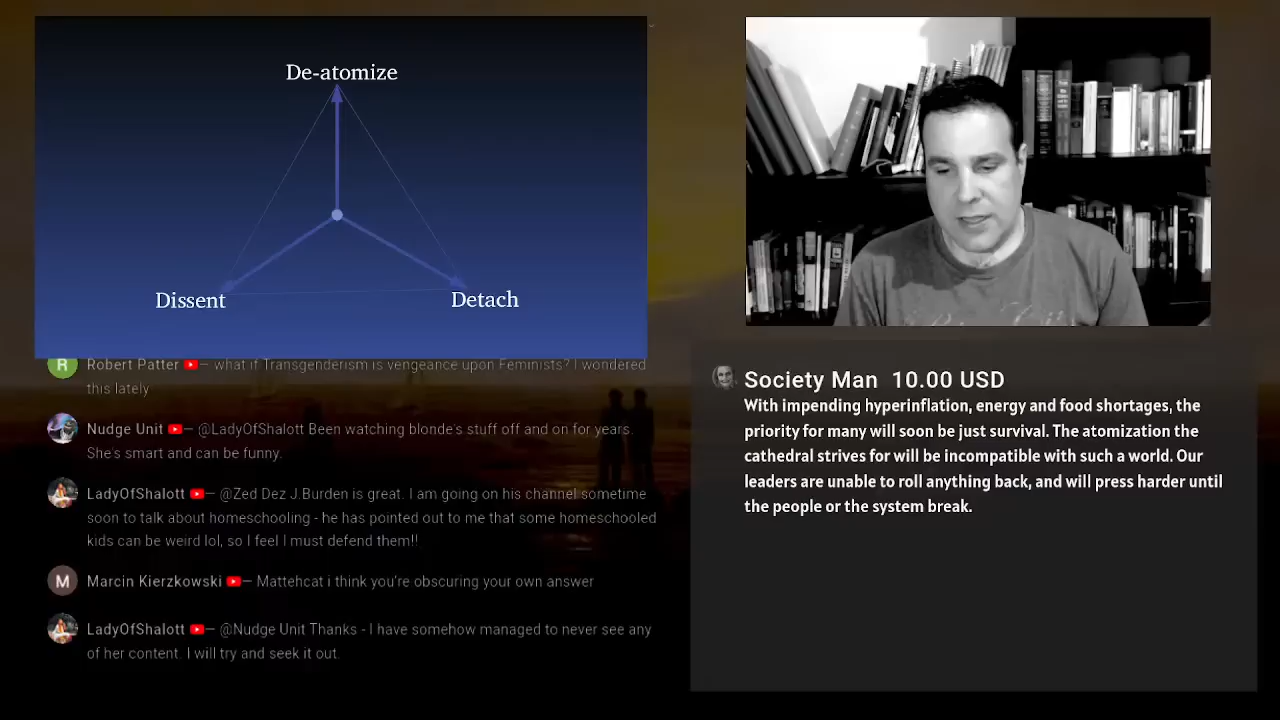 De-atomize
Dissent
Detach
R
Robert Patter — what if Transgenderism is vengeance upon Feminists? I wondered
this lately
Nudge Unit — @LadyOfShalott Been watching blonde's stuff off and on for years.
She's smart and can be funny.
LadyOfShalott — @Zed Dez J.Burden is great. I am going on his channel sometime
soon to talk about homeschooling - he has pointed out to me that some homeschooled
kids can be weird lol, so I feel I must defend them!!
M
Marcin Kierzkowski — Mattehcat i think you're obscuring your own answer
LadyOfShalott — @Nudge Unit Thanks - I have somehow managed to never see any
of her content. I will try and seek it out.
Society Man 10.00 USD
With impending hyperinflation, energy and food shortages, the
priority for many will soon be just survival. The atomization the
cathedral strives for will be incompatible with such a world. Our
leaders are unable to roll anything back, and will press harder until
the people or the system break.